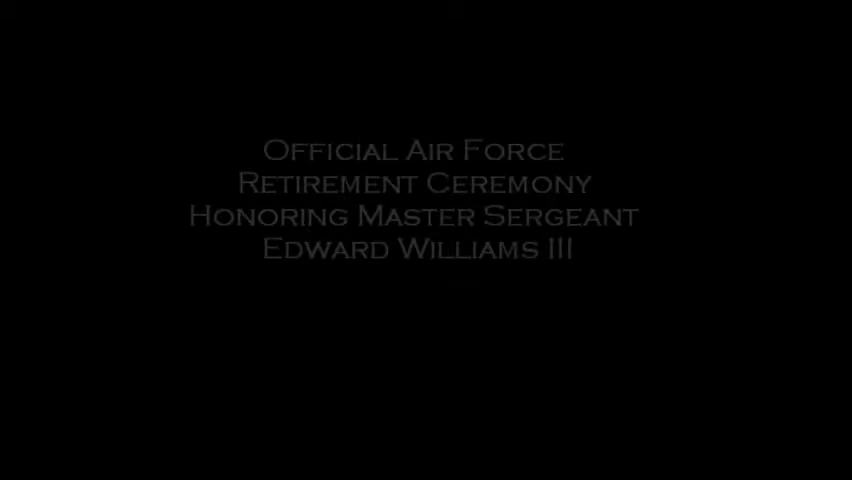 Official Air Force
Retirement Ceremony
Honoring Master Sergeant
Edward Williams III